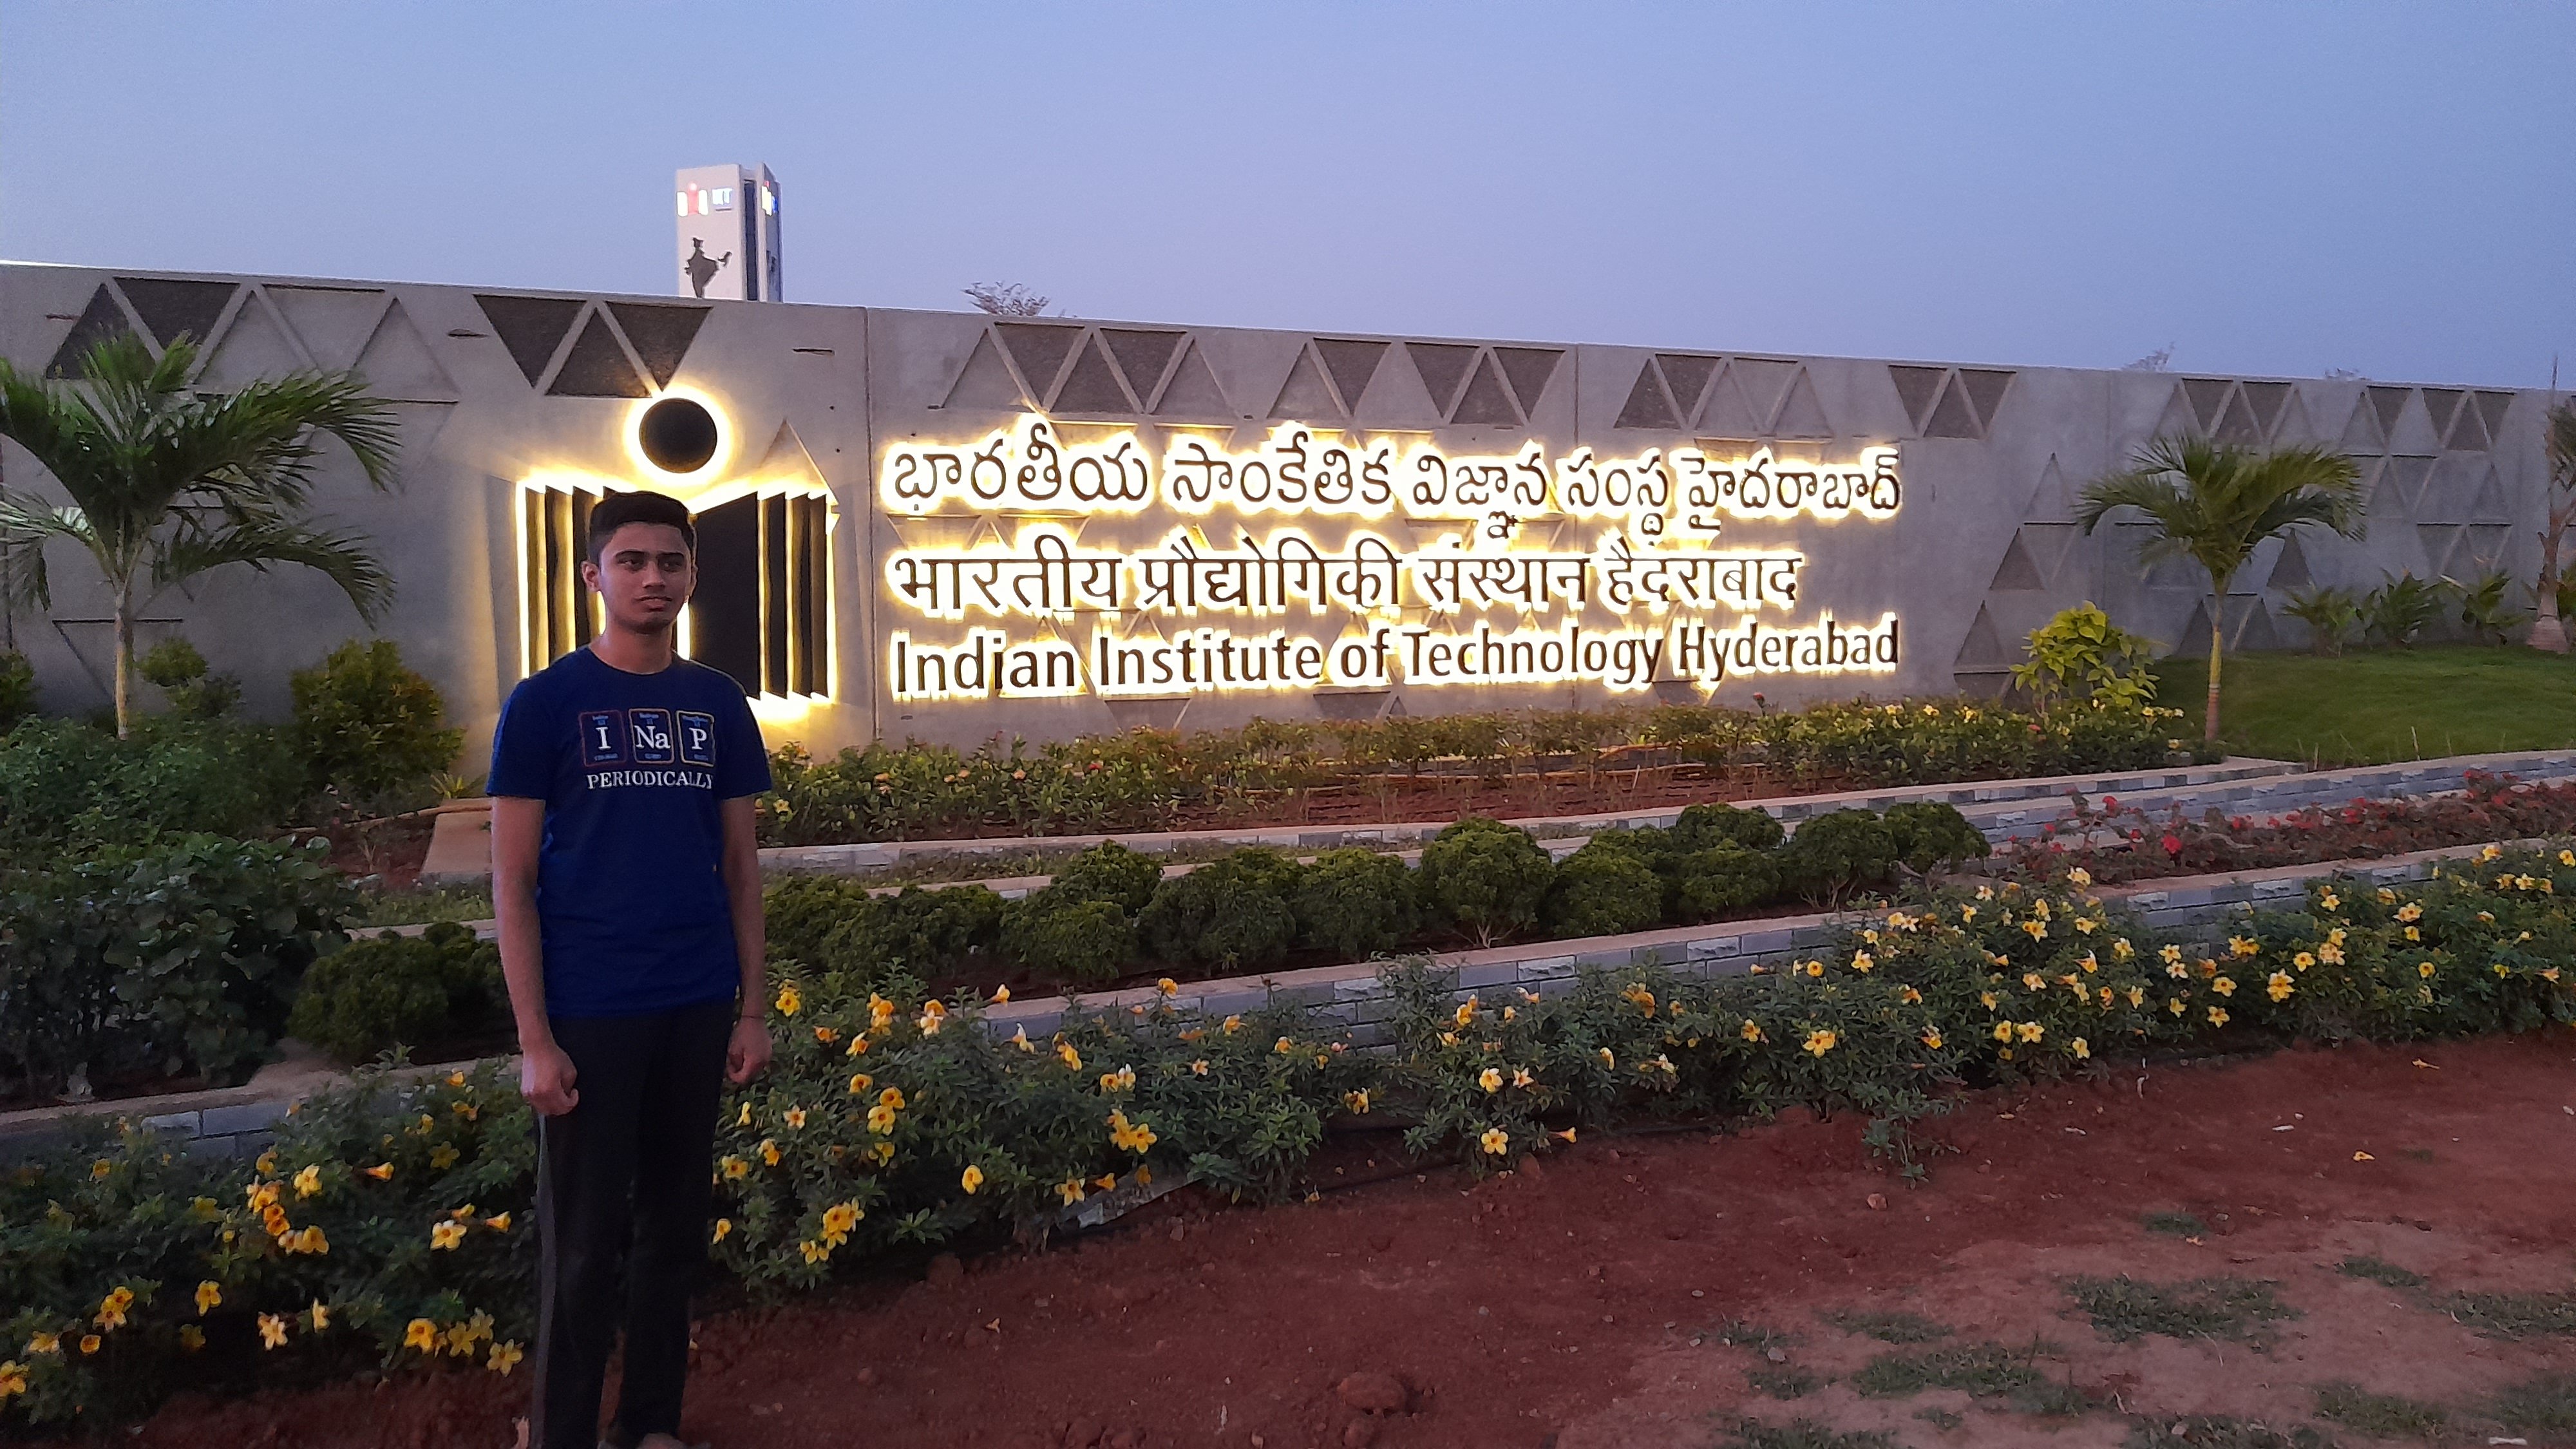 భారతీయ సాంకేతిక విజ్ఞాన సంస్థ హైదరాబాద్
भारतीय प्रौद्योगिकी संस्थान हैदराबाद
Indian Institute of Technology Hyderabad
I Na P
PERIODICALLY